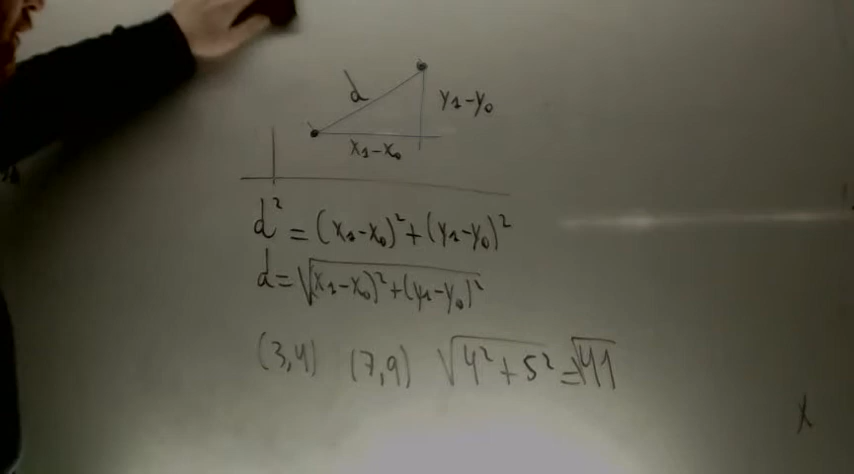 d
y₁-y₀
x₁-x₀
d² = (x₁-x₀)² + (y₁-y₀)²
d = √(x₁-x₀)² + (y₁-y₀)²
(3,4) (7,9) √4² + 5² = √41
x